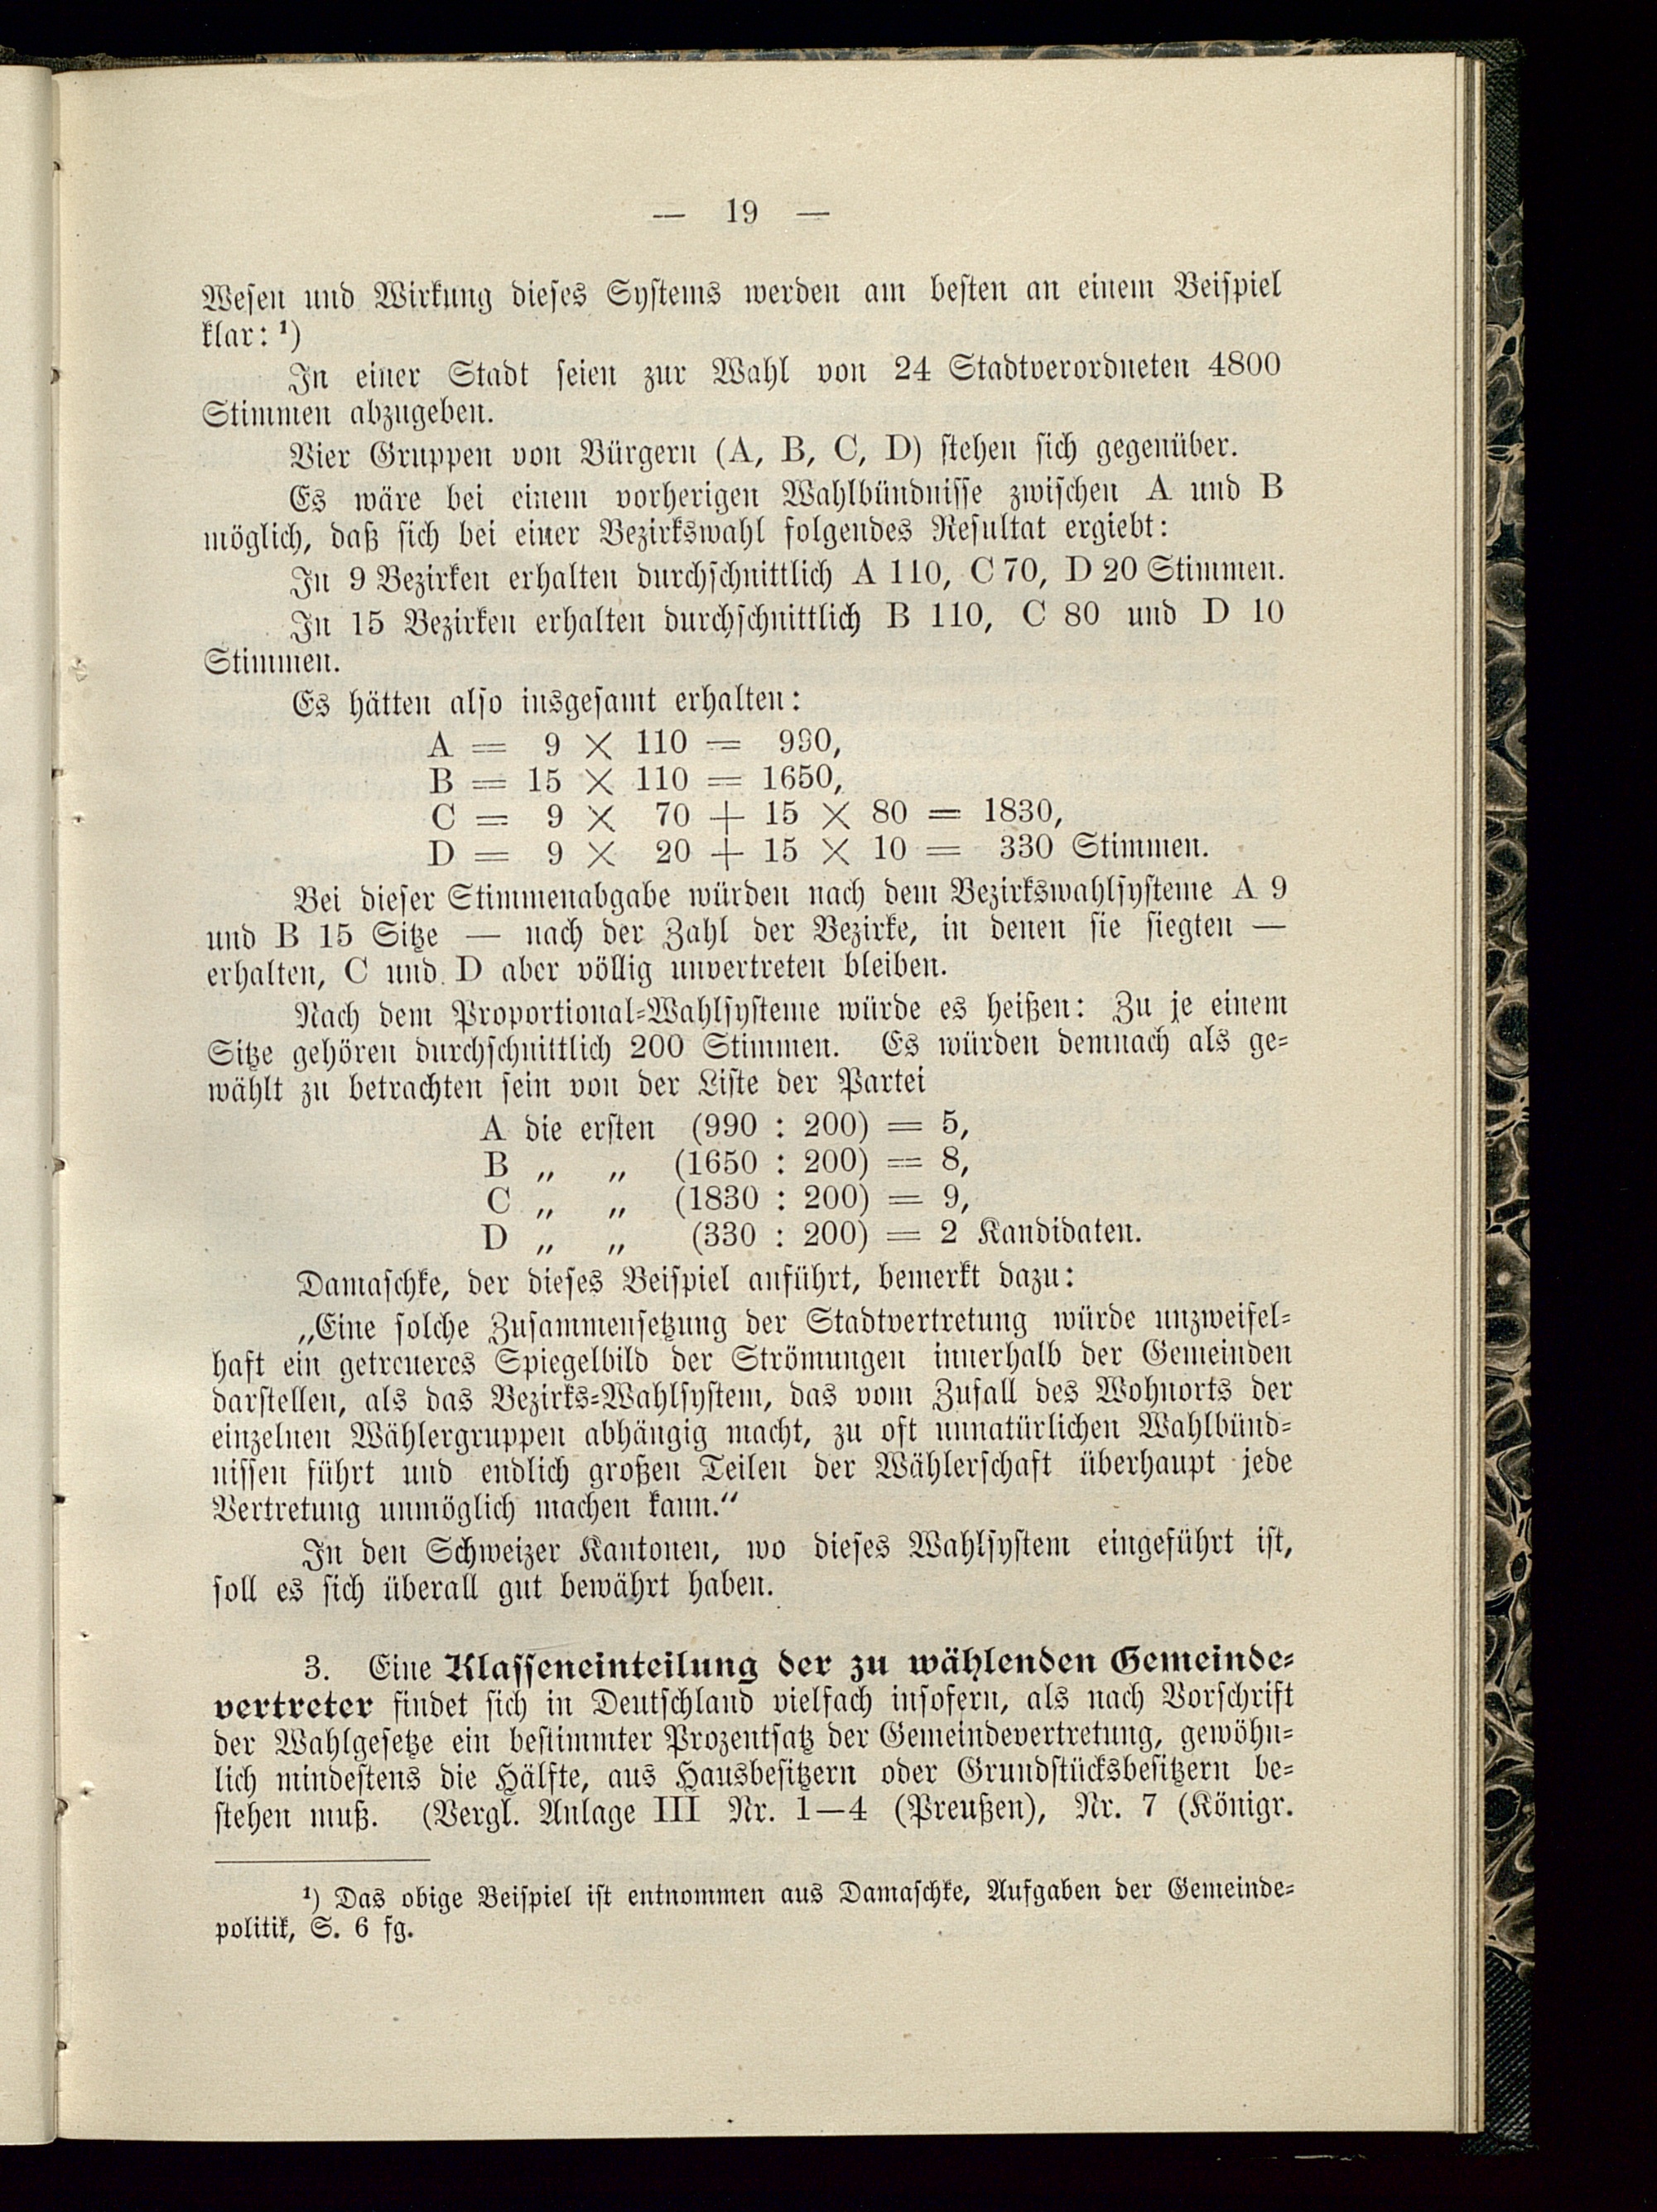 — 19 —
Wesen und Wirkung dieses Systems werden am besten an einem Beispiel
klar: ¹)
In einer Stadt seien zur Wahl von 24 Stadtverordneten 4800
Stimmen abzugeben.
Vier Gruppen von Bürgern (A, B, C, D) stehen sich gegenüber.
Es wäre bei einem vorherigen Wahlbündnisse zwischen A und B
möglich, daß sich bei einer Bezirkswahl folgendes Resultat ergiebt:
In 9 Bezirken erhalten durchschnittlich A 110, C 70, D 20 Stimmen.
In 15 Bezirken erhalten durchschnittlich B 110, C 80 und D 10
Stimmen.
Es hätten also insgesamt erhalten:
A = 9 × 110 = 990,
B = 15 × 110 = 1650,
C = 9 × 70 + 15 × 80 = 1830,
D = 9 × 20 + 15 × 10 = 330 Stimmen.
Bei dieser Stimmenabgabe würden nach dem Bezirkswahlsysteme A 9
und B 15 Sitze — nach der Zahl der Bezirke, in denen sie siegten —
erhalten, C und D aber völlig unvertreten bleiben.
Nach dem Proportional-Wahlsysteme würde es heißen: Zu je einem
Sitze gehören durchschnittlich 200 Stimmen. Es würden demnach als ge-
wählt zu betrachten sein von der Liste der Partei
A die ersten (990 : 200) = 5,
B „ „ (1650 : 200) = 8,
C „ „ (1830 : 200) = 9,
D „ „ (330 : 200) = 2 Kandidaten.
Damaschke, der dieses Beispiel anführt, bemerkt dazu:
„Eine solche Zusammensetzung der Stadtvertretung würde unzweifel-
haft ein getreueres Spiegelbild der Strömungen innerhalb der Gemeinden
darstellen, als das Bezirks-Wahlsystem, das vom Zufall des Wohnorts der
einzelnen Wählergruppen abhängig macht, zu oft unnatürlichen Wahlbünd-
nissen führt und endlich großen Teilen der Wählerschaft überhaupt jede
Vertretung unmöglich machen kann.“
In den Schweizer Kantonen, wo dieses Wahlsystem eingeführt ist,
soll es sich überall gut bewährt haben.
3. Eine Klasseneinteilung der zu wählenden Gemeinde-
vertreter findet sich in Deutschland vielfach insofern, als nach Vorschrift
der Wahlgesetze ein bestimmter Prozentsatz der Gemeindevertretung, gewöhn-
lich mindestens die Hälfte, aus Hausbesitzern oder Grundstücksbesitzern be-
stehen muß. (Vergl. Anlage III Nr. 1—4 (Preußen), Nr. 7 (Königr.
¹) Das obige Beispiel ist entnommen aus Damaschke, Aufgaben der Gemeinde-
politik, S. 6 fg.